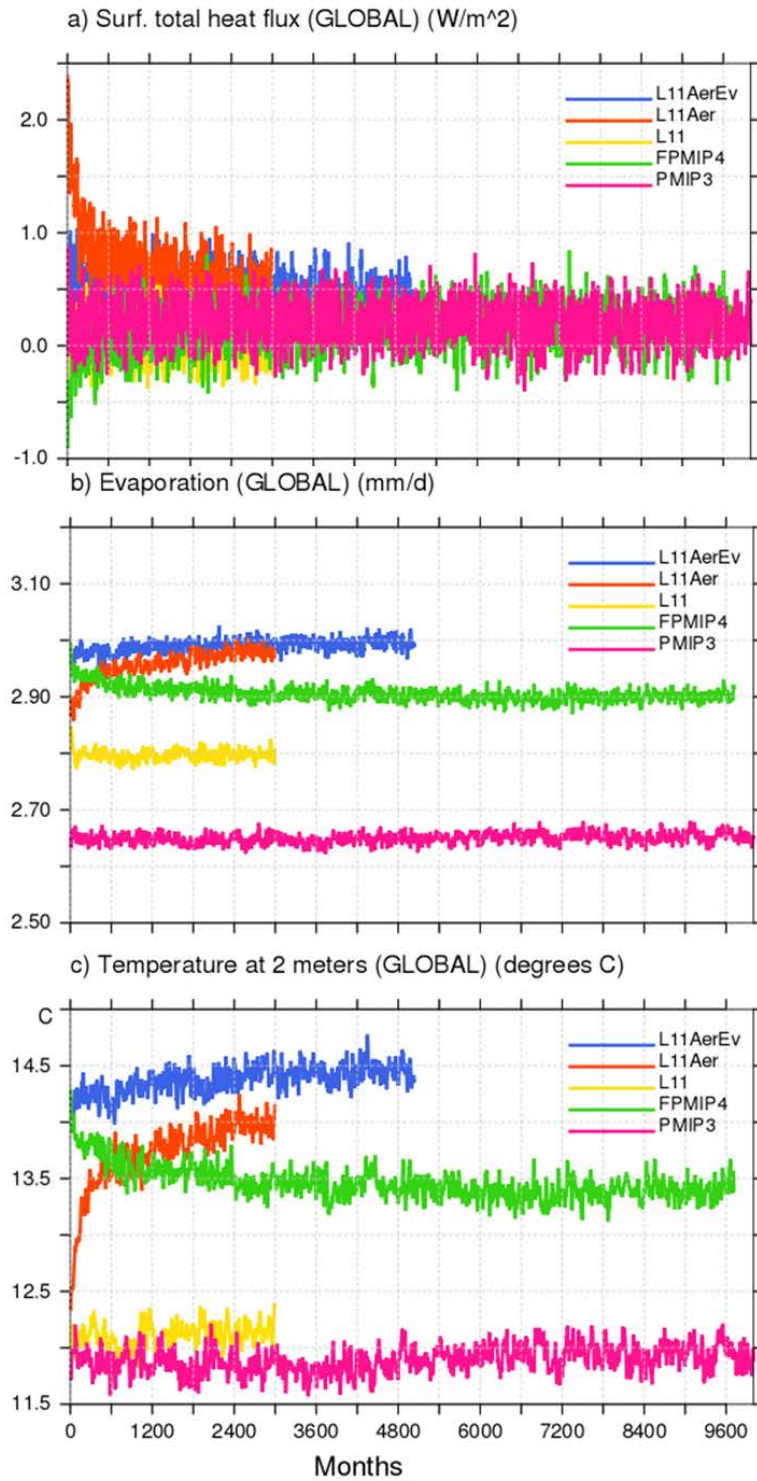 a) Surf. total heat flux (GLOBAL) (W/m^2)
L11AerEv
L11Aer
L11
FPMIP4
PMIP3
2.0
1.0
0.0
-1.0
b) Evaporation (GLOBAL) (mm/d)
L11AerEv
L11Aer
L11
FPMIP4
PMIP3
3.10
2.90
2.70
2.50
c) Temperature at 2 meters (GLOBAL) (degrees C)
C
L11AerEv
L11Aer
L11
FPMIP4
PMIP3
14.5
13.5
12.5
11.5
0 1200 2400 3600 4800 6000 7200 8400 9600
Months